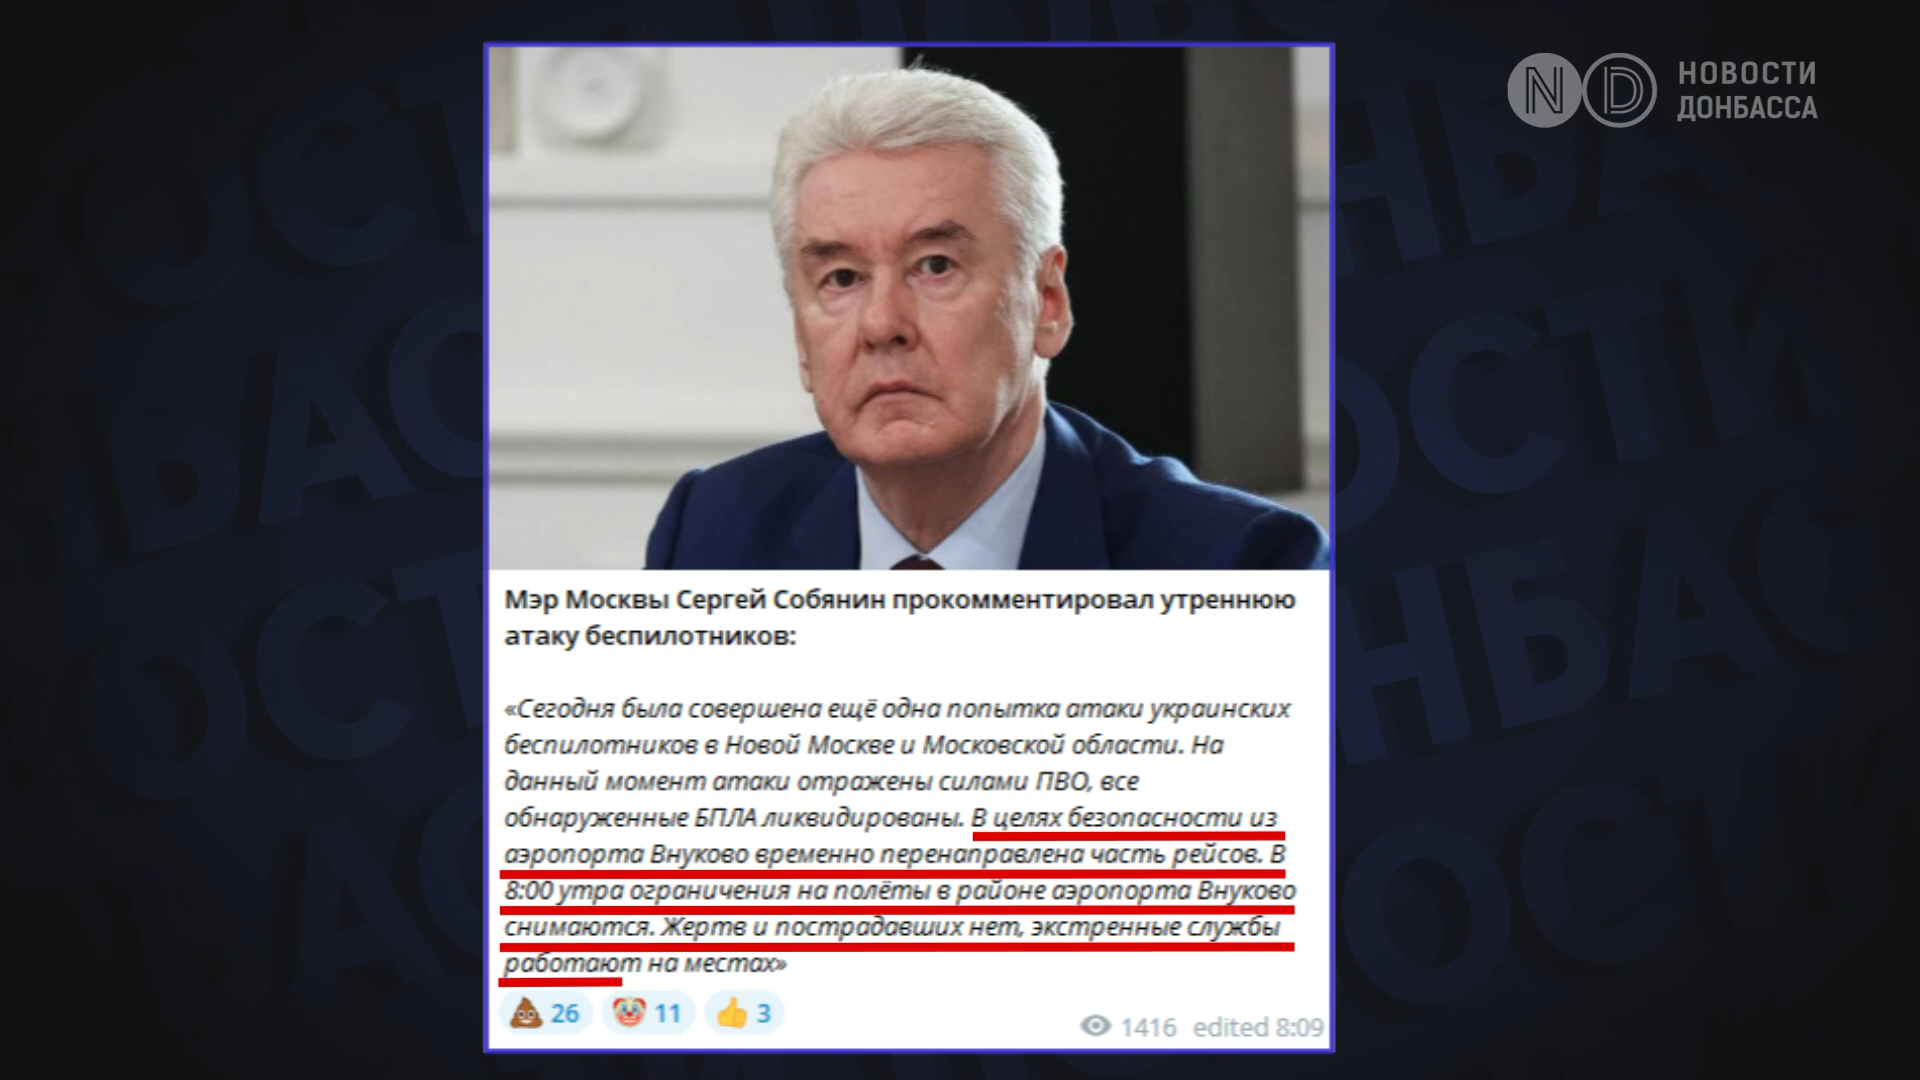 ND
НОВОСТИ
ДОНБАССА
Мэр Москвы Сергей Собянин прокомментировал утреннюю
атаку беспилотников:
«Сегодня была совершена ещё одна попытка атаки украинских
беспилотников в Новой Москве и Московской области. На
данный момент атаки отражены силами ПВО, все
обнаруженные БПЛА ликвидированы. В целях безопасности из
аэропорта Внуково временно перенаправлена часть рейсов. В
8:00 утра ограничения на полёты в районе аэропорта Внуково
снимаются. Жертв и пострадавших нет, экстренные службы
работают на местах»
26 11 3
1416 edited 8:09